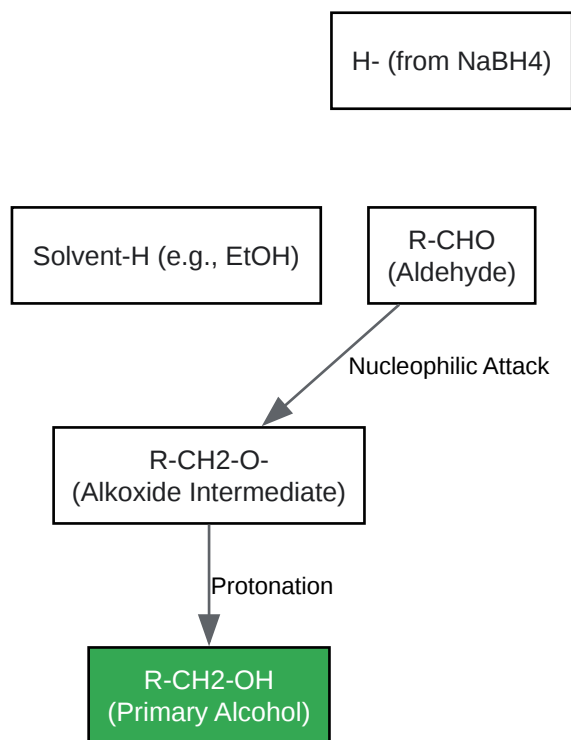 H- (from NaBH4)
Solvent-H (e.g., EtOH)
R-CHO
(Aldehyde)
Nucleophilic Attack
R-CH2-O-
(Alkoxide Intermediate)
Protonation
R-CH2-OH
(Primary Alcohol)